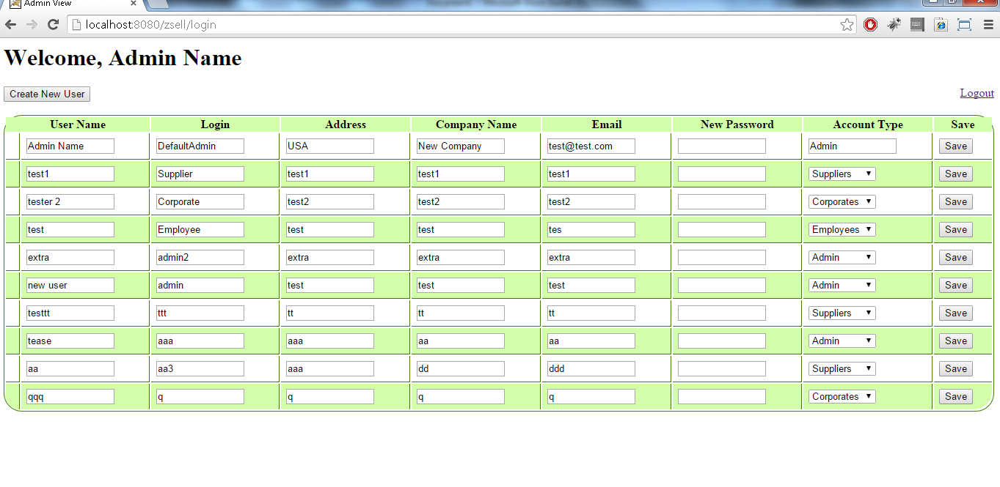 Admin View
localhost:8080/zsell/login
Welcome, Admin Name
Create New User
Logout
User Name Login Address Company Name Email New Password Account Type Save
Admin Name DefaultAdmin USA New Company test@test.com Admin Save
test1 Supplier test1 test1 test1 Suppliers Save
tester 2 Corporate test2 test2 test2 Corporates Save
test Employee test test tes Employees Save
extra admin2 extra extra extra Admin Save
new user admin test test test Admin Save
testtt ttt tt tt tt Suppliers Save
tease aaa aaa aa aa Admin Save
aa aa3 aaa dd ddd Suppliers Save
qqq q q q q Corporates Save